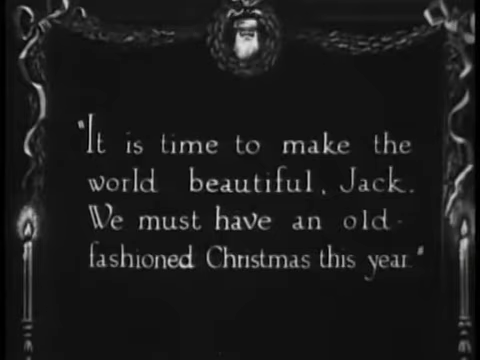 "It is time to make the
world beautiful, Jack.
We must have an old-
fashioned Christmas this year."